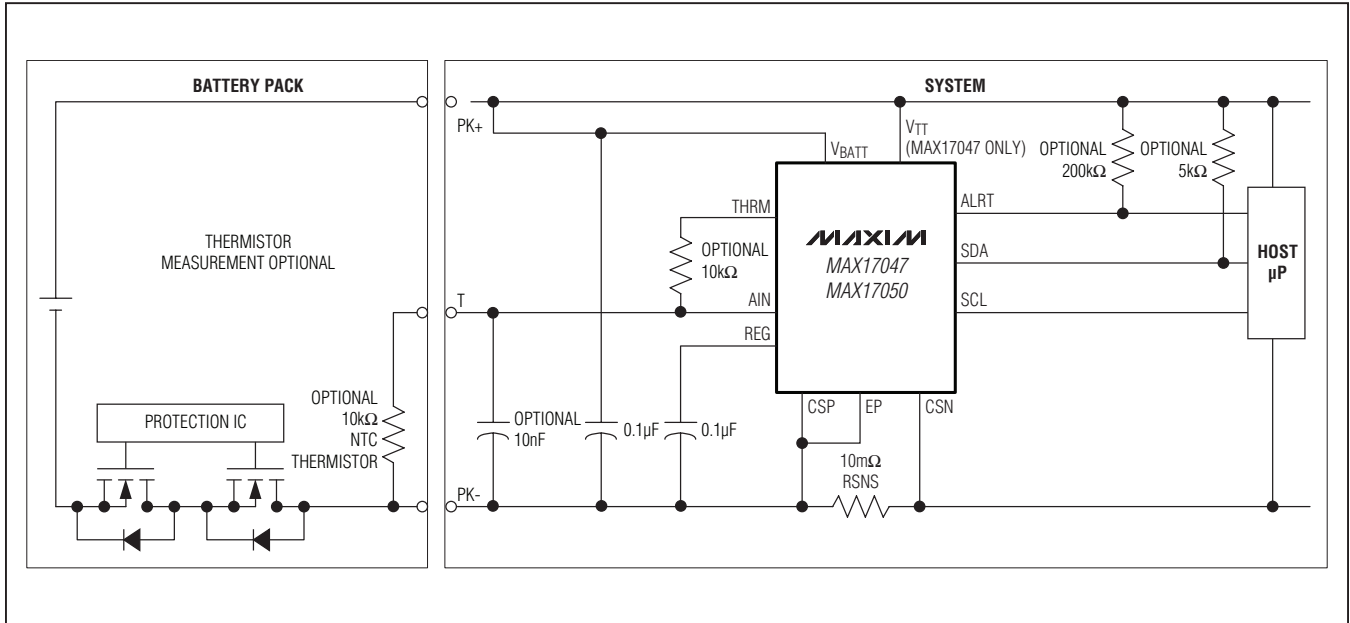 BATTERY PACK
SYSTEM
PK+
VTT
(MAX17047 ONLY)
VBATT
OPTIONAL
200kΩ
OPTIONAL
5kΩ
THRM
ALRT
THERMISTOR
MEASUREMENT OPTIONAL
OPTIONAL
10kΩ
MAXIM
MAX17047
MAX17050
SDA
HOST
µP
T
AIN
SCL
REG
OPTIONAL
10kΩ
NTC
THERMISTOR
PROTECTION IC
OPTIONAL
10nF
0.1µF
0.1µF
CSP
EP
CSN
10mΩ
RSNS
PK-